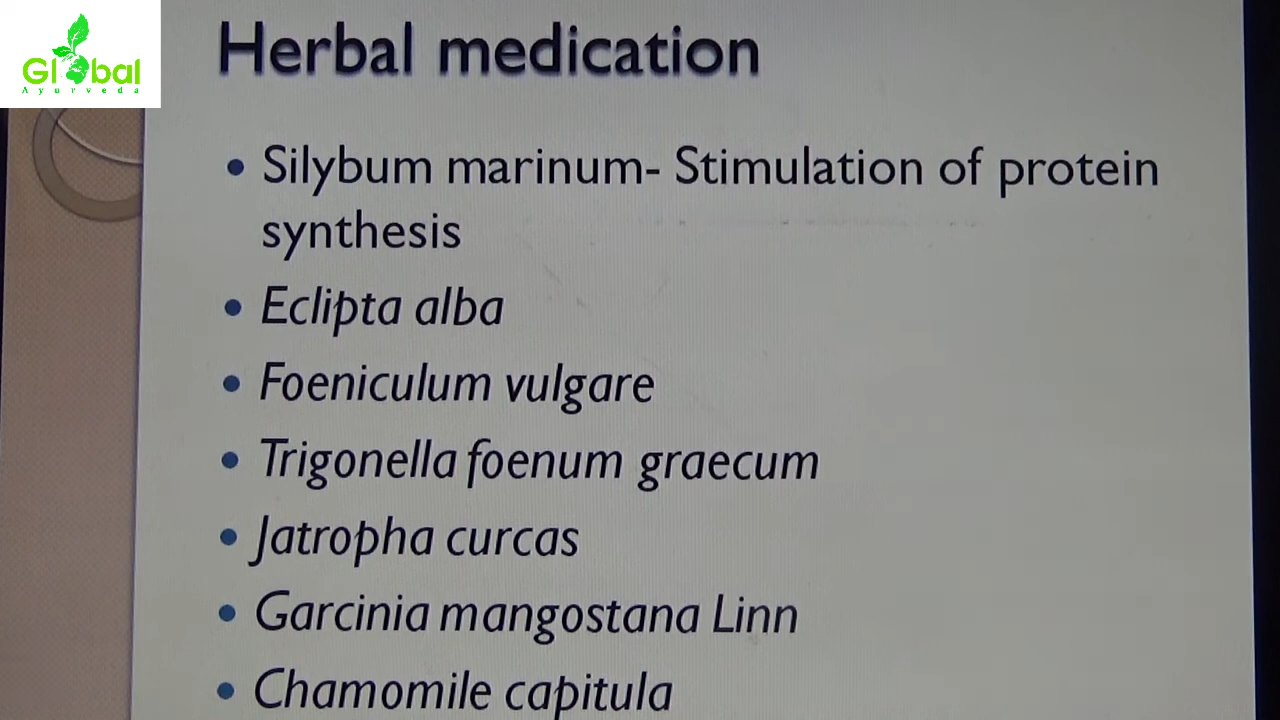 Global
Ayurveda
Herbal medication
• Silybum marinum- Stimulation of protein
synthesis
• Eclipta alba
• Foeniculum vulgare
• Trigonella foenum graecum
• Jatropha curcas
• Garcinia mangostana Linn
• Chamomile capitula